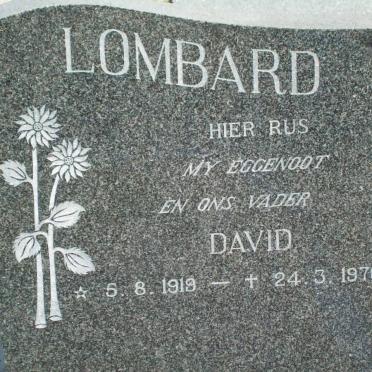 LOMBARD
HIER RUS
MY EGGENOOT
EN ONS VADER
DAVID
☆ 5.8.1919 — ✝ 24.3.197